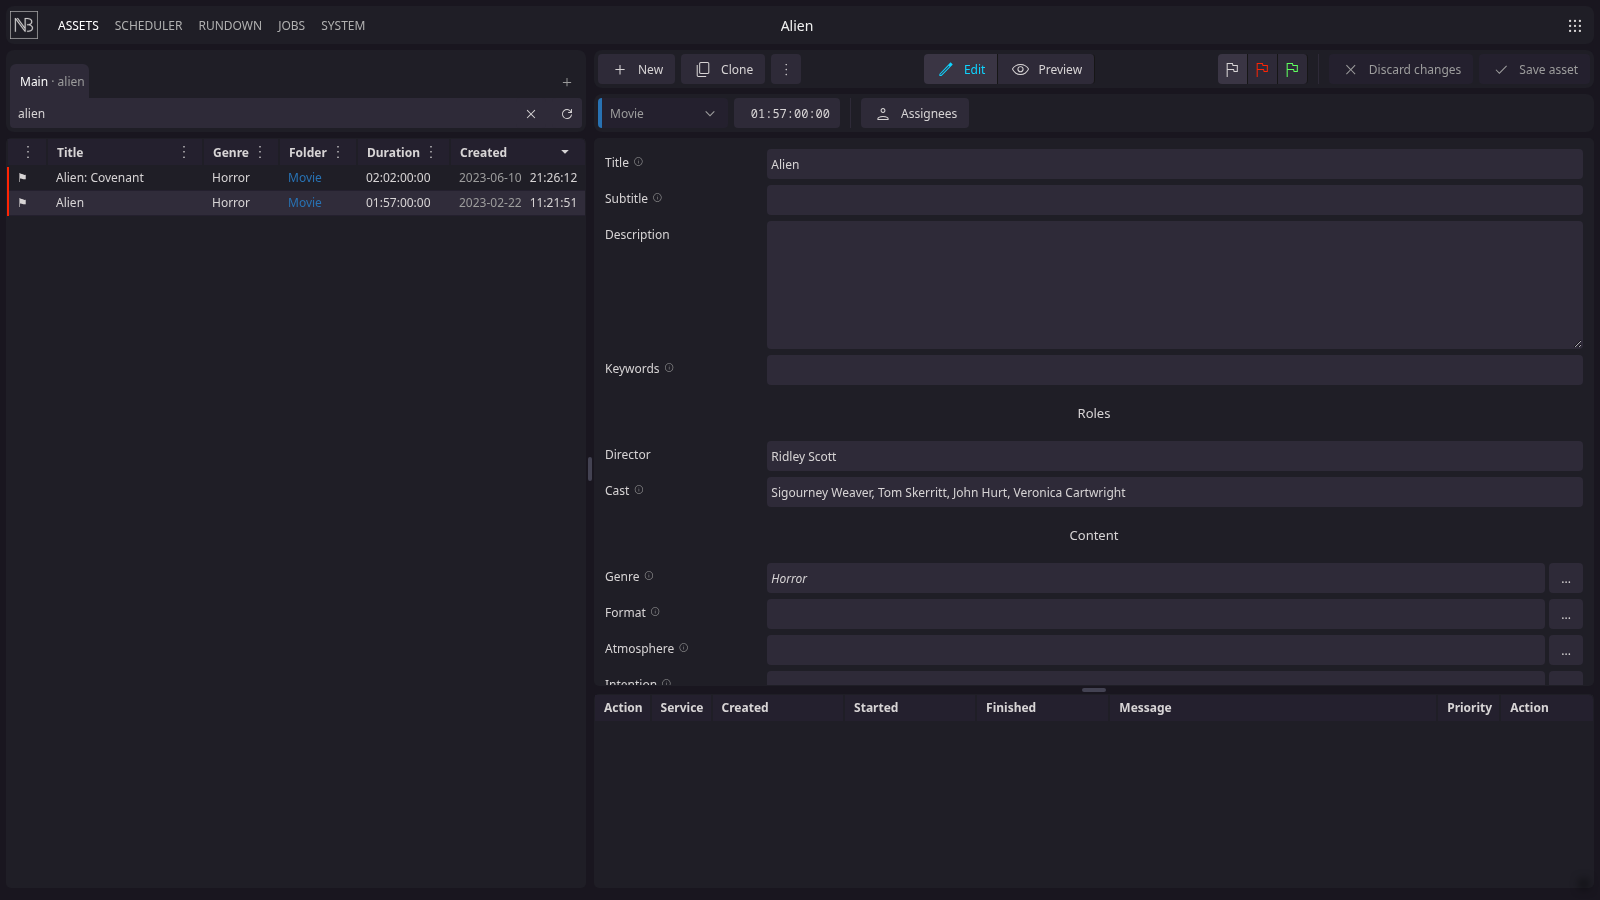 NB ASSETS SCHEDULER RUNDOWN JOBS SYSTEM Alien
Main · alien +
alien
New Clone Edit Preview Discard changes Save asset
Movie 01:57:00:00 Assignees
Title Genre Folder Duration Created
Alien: Covenant Horror Movie 02:02:00:00 2023-06-10 21:26:12
Alien Horror Movie 01:57:00:00 2023-02-22 11:21:51
Title Alien
Subtitle
Description
Keywords
Roles
Director Ridley Scott
Cast Sigourney Weaver, Tom Skerritt, John Hurt, Veronica Cartwright
Content
Genre Horror ...
Format ...
Atmosphere ...
Intention
Action Service Created Started Finished Message Priority Action